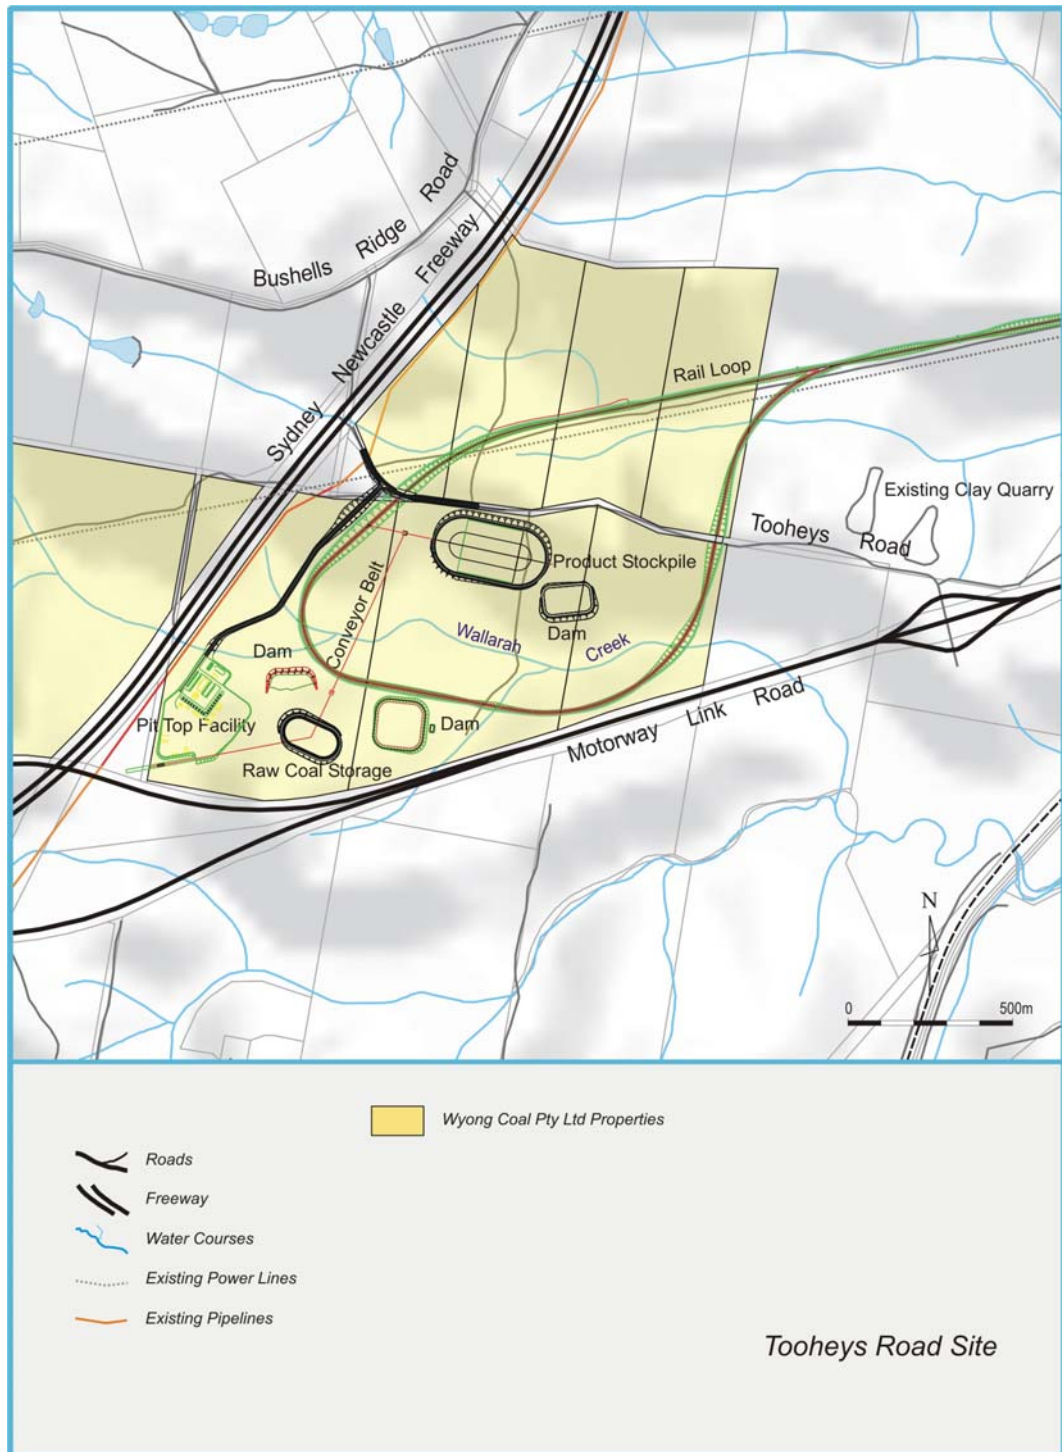 Bushells Ridge Road
Sydney Newcastle Freeway
Rail Loop
Existing Clay Quarry
Tooheys Road
Product Stockpile
Conveyor Belt
Dam
Wallarah Creek
Dam
Pit Top Facility
Dam
Raw Coal Storage
Motorway Link Road
N
0 500m
Wyong Coal Pty Ltd Properties
Roads
Freeway
Water Courses
Existing Power Lines
Existing Pipelines
Tooheys Road Site